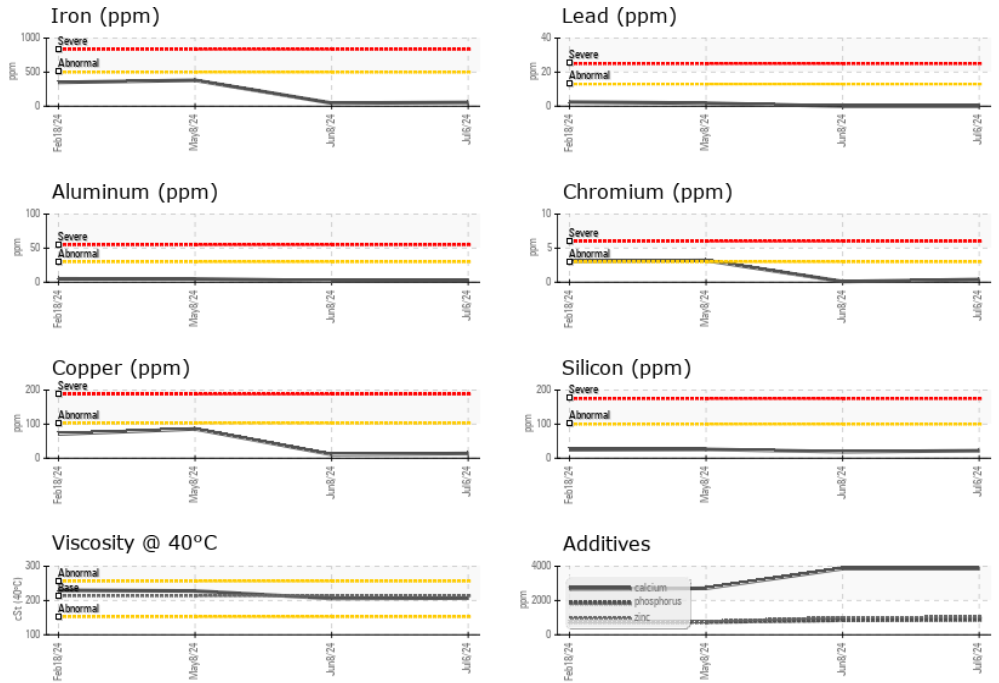 Iron (ppm)
1000
500
0
ppm
Severe
Abnormal
Feb18/24
May8/24
Jun8/24
Jul6/24
Lead (ppm)
40
20
0
ppm
Severe
Abnormal
Feb18/24
May8/24
Jun8/24
Jul6/24
Aluminum (ppm)
100
50
0
ppm
Severe
Abnormal
Feb18/24
May8/24
Jun8/24
Jul6/24
Chromium (ppm)
10
5
0
ppm
Severe
Abnormal
Feb18/24
May8/24
Jun8/24
Jul6/24
Copper (ppm)
200
100
0
ppm
Severe
Abnormal
Feb18/24
May8/24
Jun8/24
Jul6/24
Silicon (ppm)
200
100
0
ppm
Severe
Abnormal
Feb18/24
May8/24
Jun8/24
Jul6/24
Viscosity @ 40°C
300
200
100
cSt (40°C)
Abnormal
Base
Abnormal
Feb18/24
May8/24
Jun8/24
Jul6/24
Additives
4000
2000
0
ppm
calcium
phosphorus
zinc
Feb18/24
May8/24
Jun8/24
Jul6/24